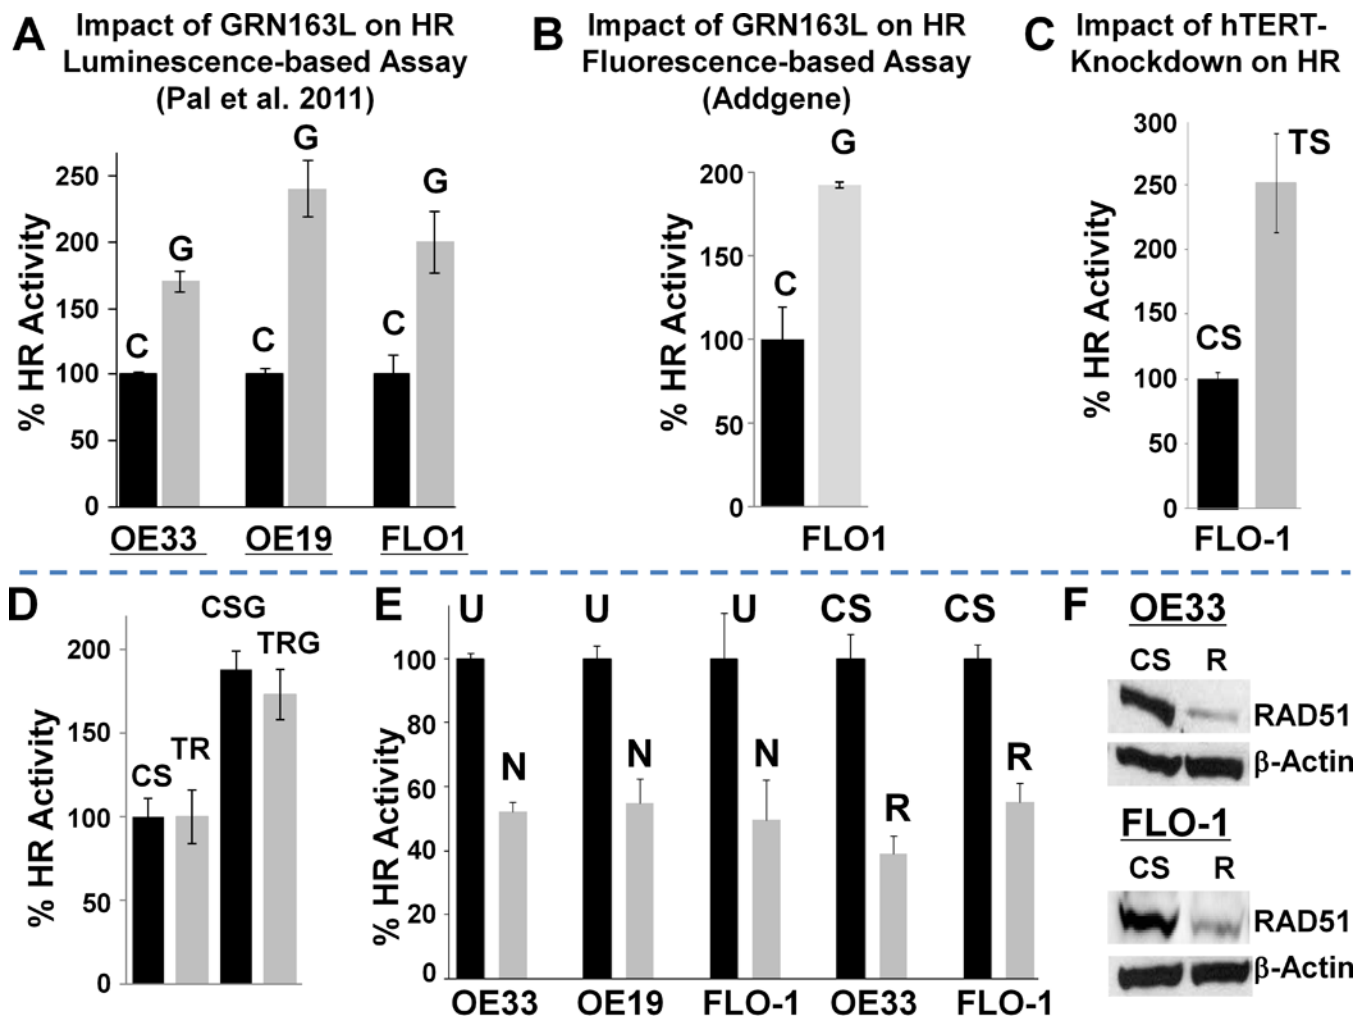 A
Impact of GRN163L on HR
Luminescence-based Assay
(Pal et al. 2011)
% HR Activity
250
200
150
100
50
0
C
G
C
G
C
G
OE33
OE19
FLO1
B
Impact of GRN163L on HR
Fluorescence-based Assay
(Addgene)
% HR Activity
200
150
100
50
0
C
G
FLO1
C
Impact of hTERT-
Knockdown on HR
% HR Activity
300
250
200
150
100
50
0
CS
TS
FLO-1
D
% HR Activity
200
150
100
50
0
CS
TR
CSG
TRG
E
% HR Activity
100
80
60
40
20
0
U
N
U
N
U
N
CS
R
CS
R
OE33
OE19
FLO-1
OE33
FLO-1
F
OE33
CS R
RAD51
β-Actin
FLO-1
CS R
RAD51
β-Actin